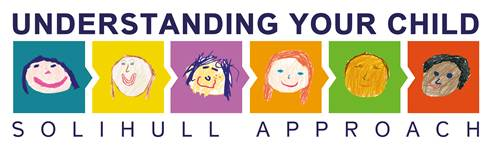 UNDERSTANDING YOUR CHILD
SOLIHULL APPROACH